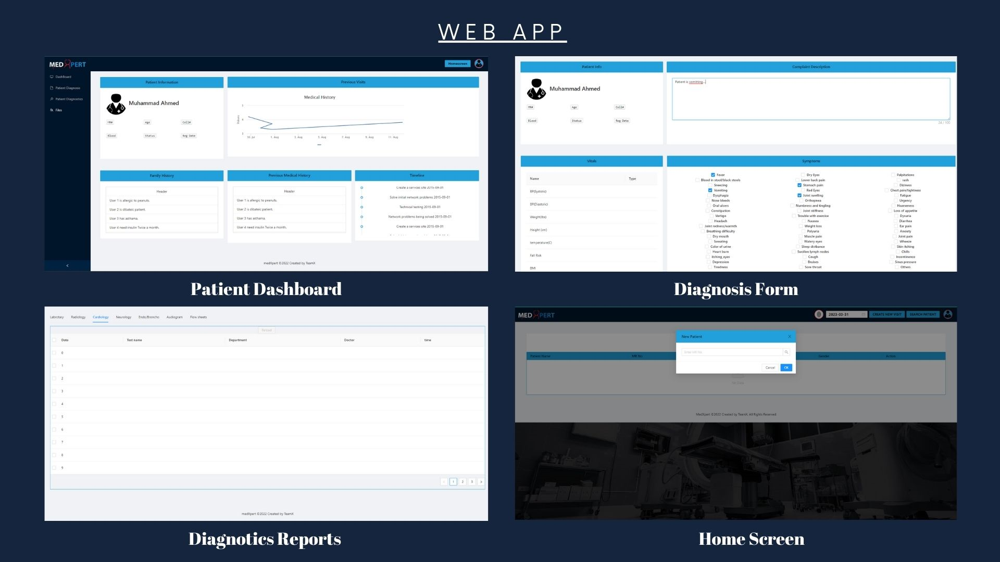 WEB APP
MED XPERT
Homescreen
DashBoard
Patient Diagnosis
Patient Diagnostics
Files
Patient Information
Muhammad Ahmed
MR# Age Cell#
Blood Status Reg Date
Previous Visits
Medical History
Values
5
4
3
30. Jul 1. Aug 3. Aug 5. Aug 7. Aug 9. Aug 11. Aug
Family History
Header
User 1 is allergic to peanuts.
User 2 is dibateic patient.
User 3 has asthama.
User 4 need insulin Twice a month.
Previous Medical History
Header
User 1 is allergic to peanuts.
User 2 is dibateic patient.
User 3 has asthama.
User 4 need insulin Twice a month.
Timeline
Create a services site 2015-09-01
Solve initial network problems 2015-09-01
Technical testing 2015-09-01
Network problems being solved 2015-09-01
Create a services site 2015-09-01
medXpert ©2022 Created by TeamX
Patient Dashboard
Patient Info
Muhammad Ahmed
MR# Age Cell#
Blood Status Reg Date
Complaint Description
Patient is vomitting...
24 / 100
Vitals
Name Type
BP(Systolic)
BP(Diastolic)
Weight(lbs)
Height (cm)
temperature(C)
Fall Risk
BMI
Symptoms
Fever Dry Eyes Palpitations
Blood in stool/black stools Lower back pain rash
Sneezing Stomach pain Diziness
Vomiting Red Eyes Chest pain/tightness
Dysphagia Joint swelling Fatigue
Nose bleeds Orthopnea Urgency
Oral ulcers Numbness and tingling Hoarseness
Constipation Joint stiffness Loss of appetite
Vertigo Trouble with exercise Dysuria
Headach Nausea Diarrhea
Joint redness/warmth Weight loss Ear pain
Breathing difficulty Polyuria Anxiety
Dry mouth Muscle pain Joint pain
Sweating Watery eyes Wheeze
Color of urine Sleep distbance Skin itching
Heart burn Swollen lymph nodes Chills
itching_eyes Cough Incontinence
Depression Bruises Sinus pressure
Tiredness Sore throat Others
Diagnosis Form
Labrotary Radiology Cardiology Neurology Endo/Broncho Audiogram Flow sheets
Reload
Date Test name Department Doctor time
0
1
2
3
4
5
6
7
8
9
< 1 2 3 >
medXpert ©2022 Created by TeamX
Diagnotics Reports
MED XPERT
2023-03-31 CREATE NEW VISIT SEARCH PATIENT
New Patient
Enter MR No.
Cancel OK
Patient Name MR No Gender Action
No Data
MedXpert ©2022 Created by TeamX. All Rights Reserved
Home Screen